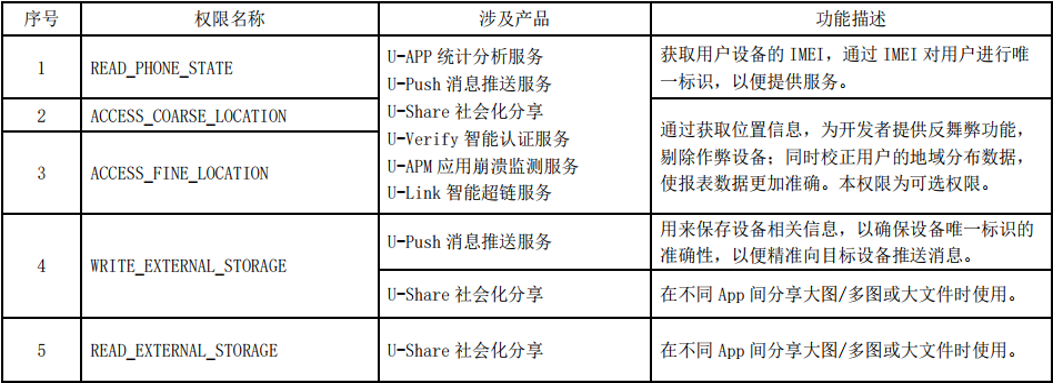 序号 权限名称 涉及产品 功能描述
1 READ_PHONE_STATE
U-APP 统计分析服务
U-Push 消息推送服务
U-Share 社会化分享
U-Verify 智能认证服务
U-APM 应用崩溃监测服务
U-Link 智能超链服务
获取用户设备的 IMEI，通过 IMEI 对用户进行唯
一标识，以便提供服务。
2 ACCESS_COARSE_LOCATION
3 ACCESS_FINE_LOCATION
通过获取位置信息，为开发者提供反舞弊功能，
剔除作弊设备；同时校正用户的地域分布数据，
使报表数据更加准确。本权限为可选权限。
4 WRITE_EXTERNAL_STORAGE
U-Push 消息推送服务
用来保存设备相关信息，以确保设备唯一标识的
准确性，以便精准向目标设备推送消息。
U-Share 社会化分享 在不同 App 间分享大图/多图或大文件时使用。
5 READ_EXTERNAL_STORAGE U-Share 社会化分享 在不同 App 间分享大图/多图或大文件时使用。